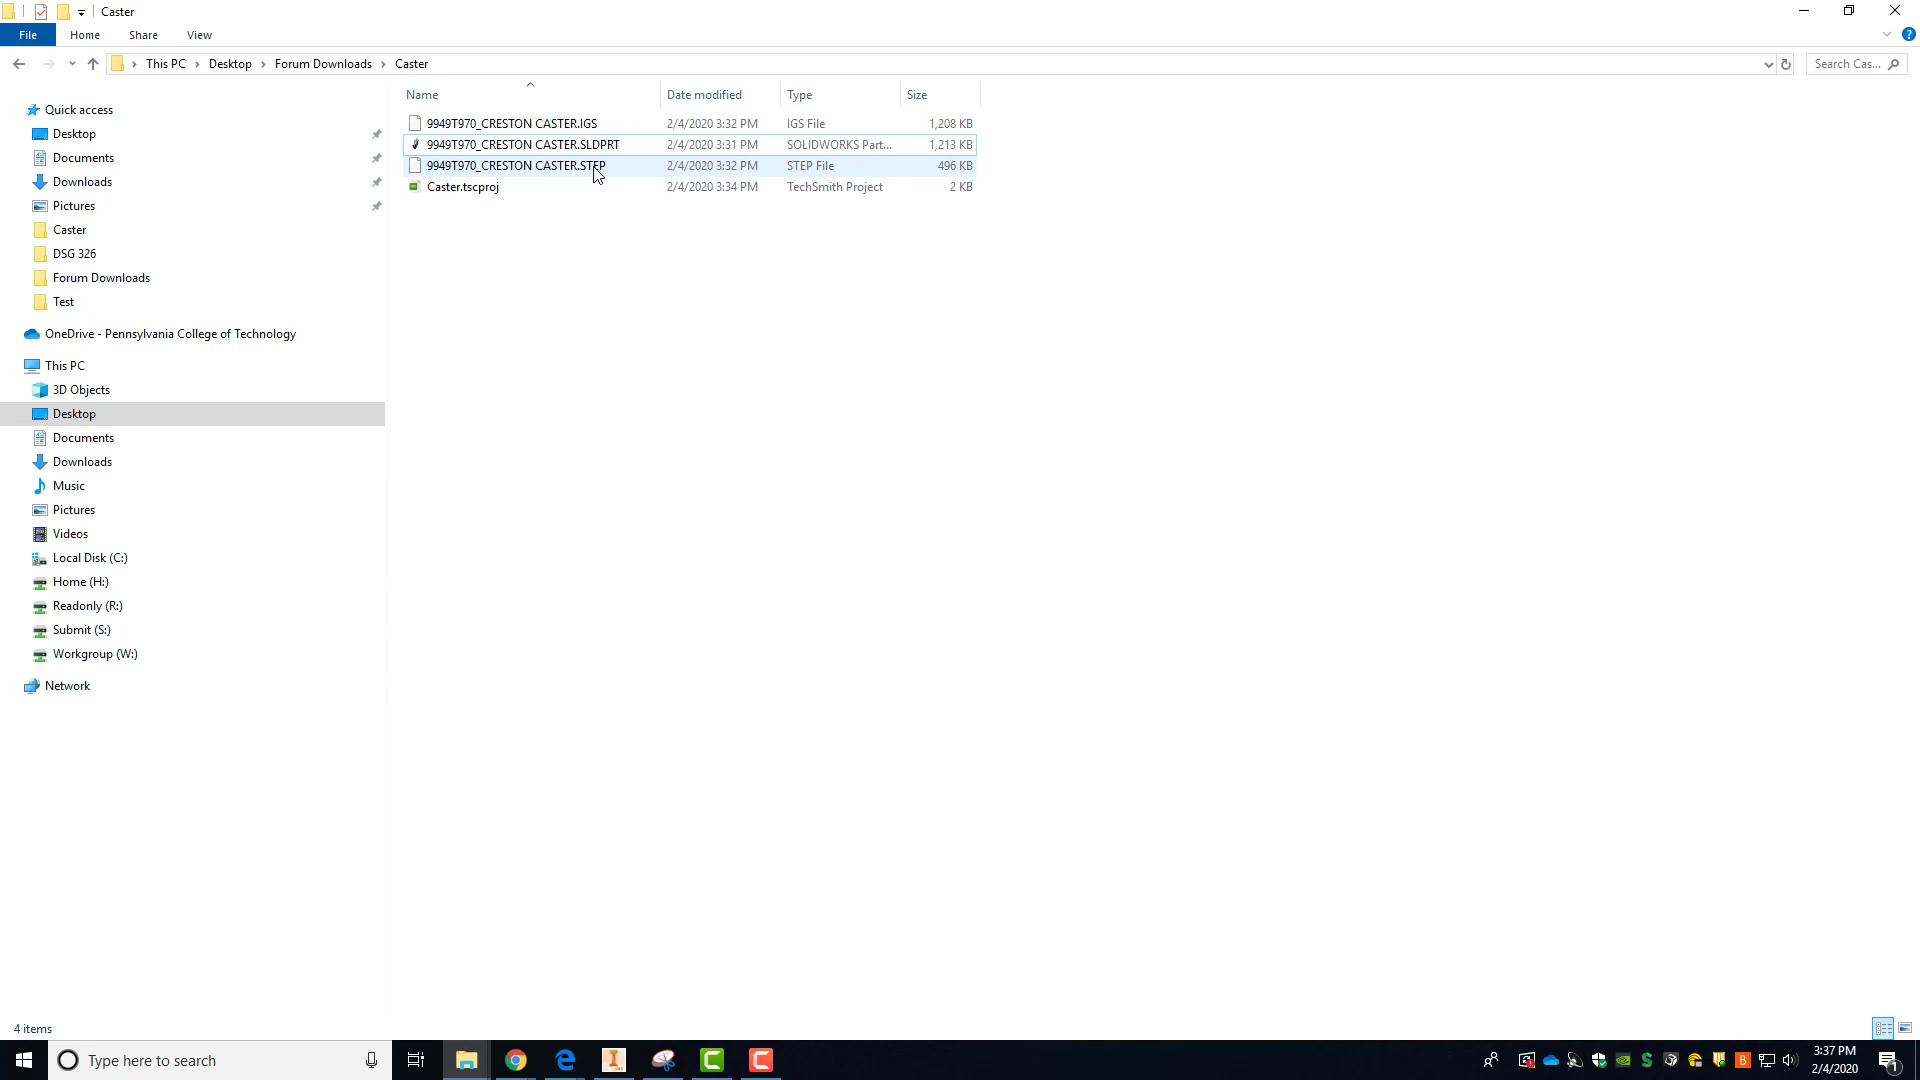 Caster
File Home Share View
This PC Desktop Forum Downloads Caster Search Cas...
Name Date modified Type Size
9949T970_CRESTON CASTER.IGS 2/4/2020 3:32 PM IGS File 1,208 KB
9949T970_CRESTON CASTER.SLDPRT 2/4/2020 3:31 PM SOLIDWORKS Part... 1,213 KB
9949T970_CRESTON CASTER.STEP 2/4/2020 3:32 PM STEP File 496 KB
Caster.tscproj 2/4/2020 3:34 PM TechSmith Project 2 KB
Quick access
Desktop
Documents
Downloads
Pictures
Caster
DSG 326
Forum Downloads
Test
OneDrive - Pennsylvania College of Technology
This PC
3D Objects
Desktop
Documents
Downloads
Music
Pictures
Videos
Local Disk (C:)
Home (H:)
Readonly (R:)
Submit (S:)
Workgroup (W:)
Network
4 items
Type here to search
3:37 PM
2/4/2020